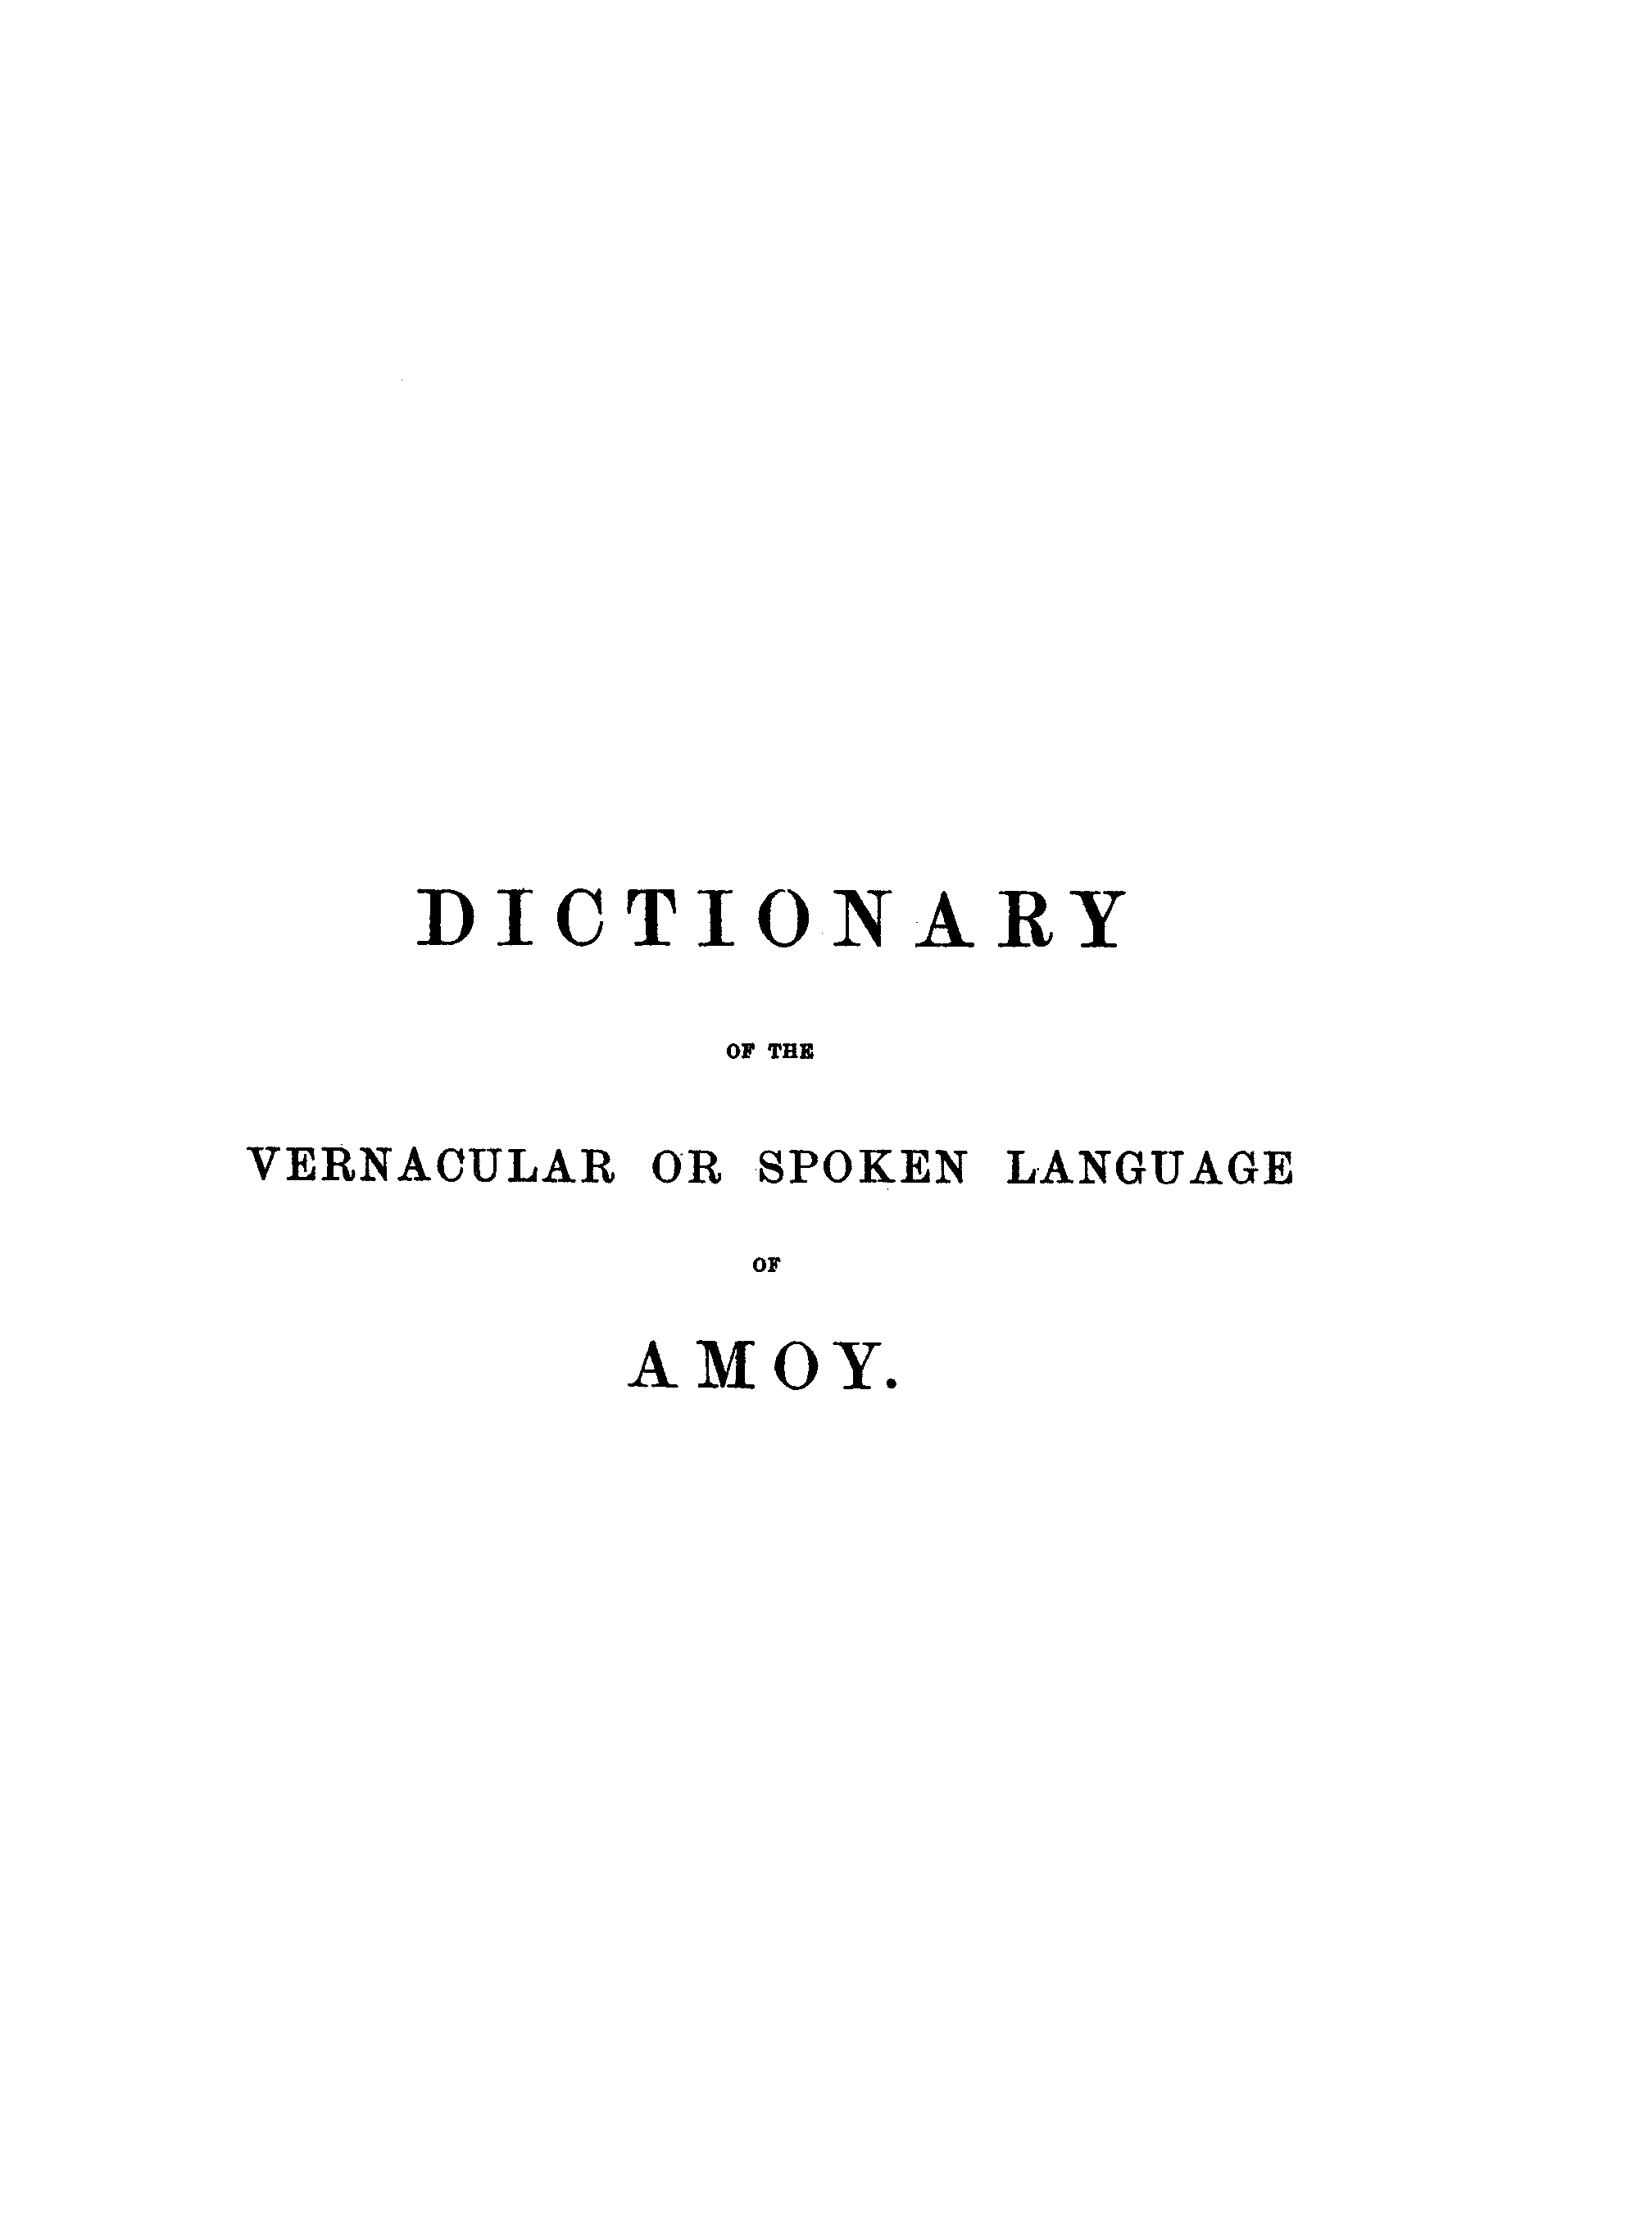 DICTIONARY
OF THE
VERNACULAR OR SPOKEN LANGUAGE
OF
AMOY.